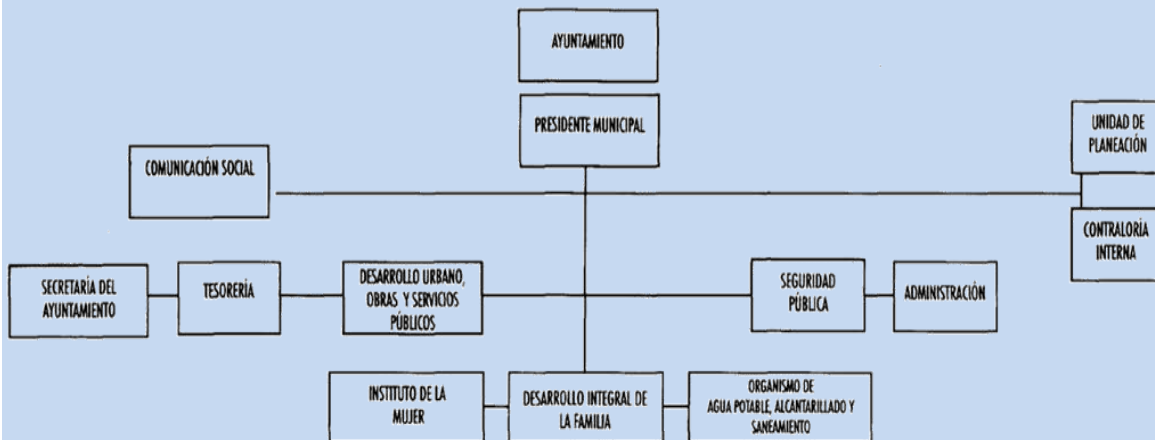 AYUNTAMIENTO
PRESIDENTE MUNICIPAL
UNIDAD DE
PLANEACIÓN
COMUNICACIÓN SOCIAL
CONTRALORÍA
INTERNA
SECRETARÍA DEL
AYUNTAMIENTO
TESORERÍA
DESARROLLO URBANO,
OBRAS Y SERVICIOS
PÚBLICOS
SEGURIDAD
PÚBLICA
ADMINISTRACIÓN
INSTITUTO DE LA
MUJER
DESARROLLO INTEGRAL DE
LA FAMILIA
ORGANISMO DE
AGUA POTABLE, ALCANTARILLADO Y
SANEAMIENTO